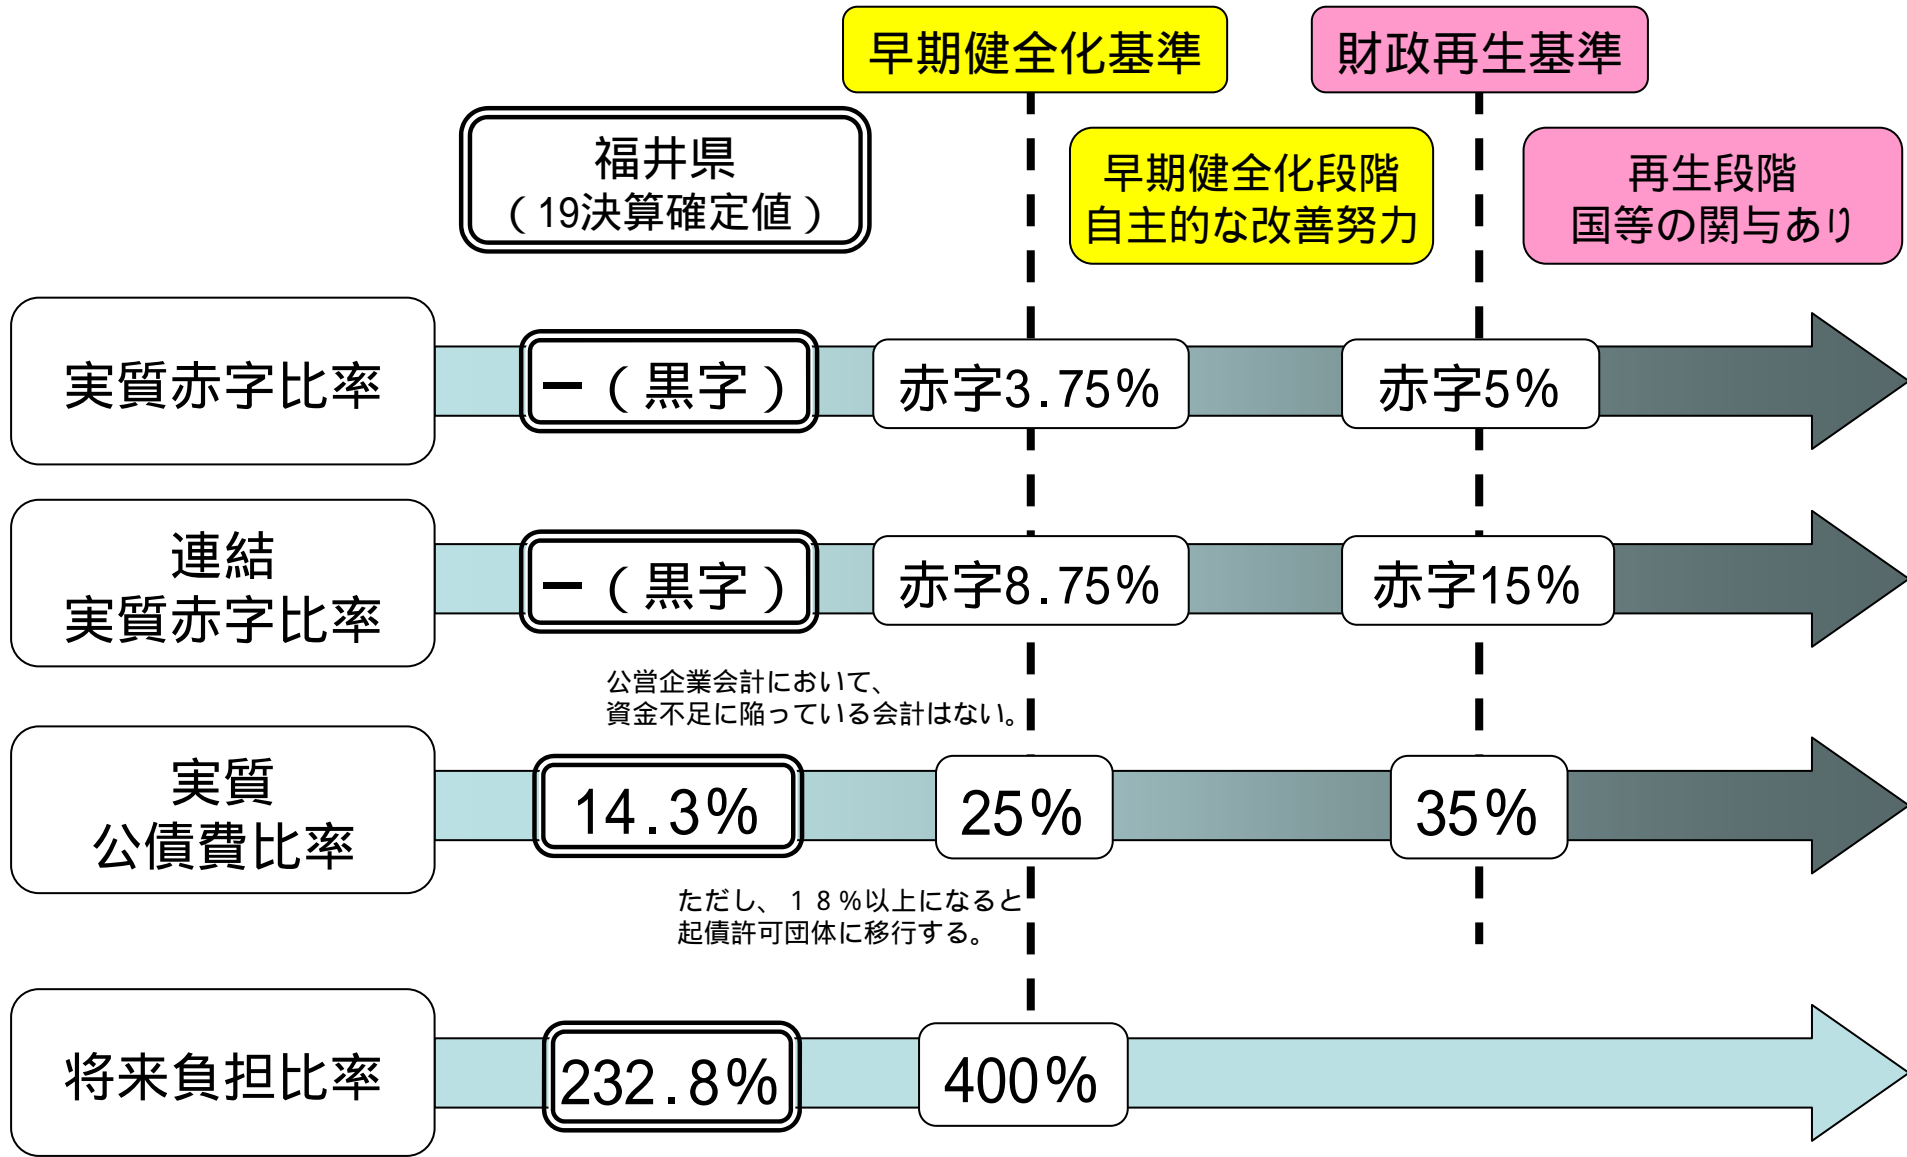 早期健全化基準
財政再生基準
福井県
（19決算確定値）
早期健全化段階
自主的な改善努力
再生段階
国等の関与あり
実質赤字比率
ー（黒字）
赤字3.75%
赤字5%
連結
実質赤字比率
ー（黒字）
赤字8.75%
赤字15%
公営企業会計において、
資金不足に陥っている会計はない。
実質
公債費比率
14.3%
25%
35%
ただし、１８％以上になると
起債許可団体に移行する。
将来負担比率
232.8%
400%